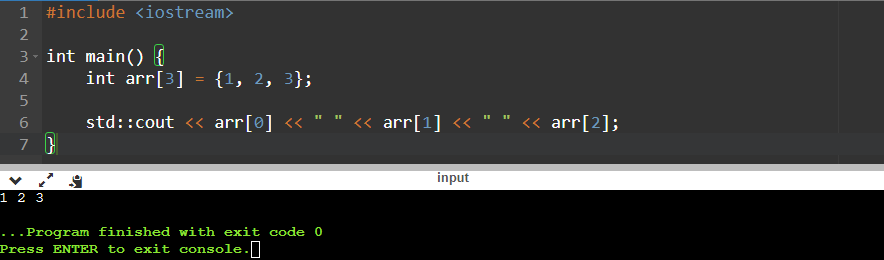 1 #include <iostream>
2
3 int main() {
4     int arr[3] = {1, 2, 3};
5
6     std::cout << arr[0] << " " << arr[1] << " " << arr[2];
7 }
input
1 2 3
...Program finished with exit code 0
Press ENTER to exit console.